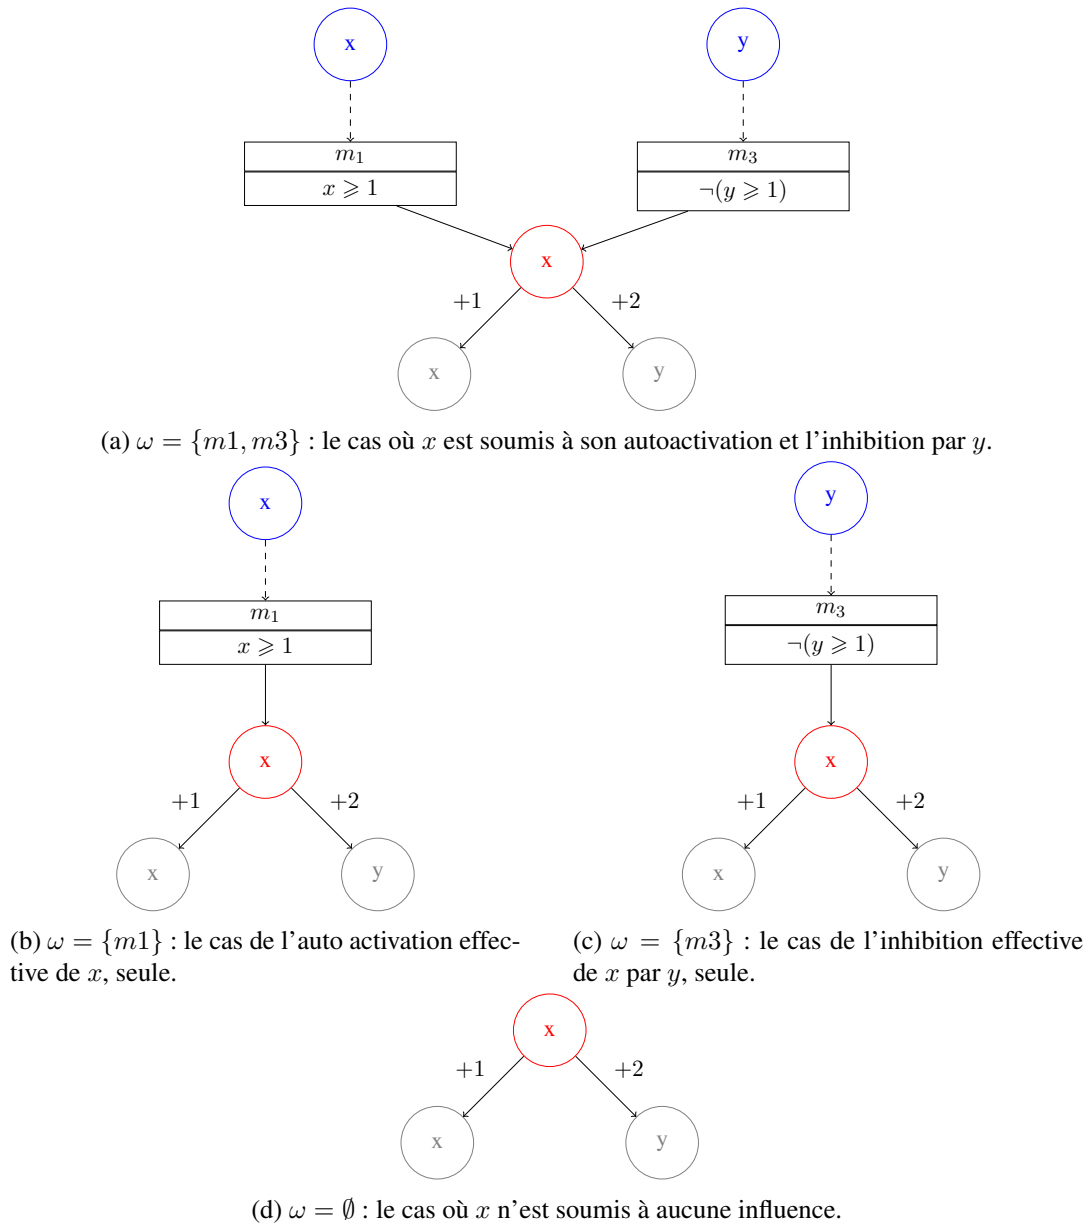 x y
m₁ m₃
x ⩾ 1 ¬(y ⩾ 1)
x
+1 +2
x y
(a) ω = {m1, m3} : le cas où x est soumis à son autoactivation et l'inhibition par y.
x y
m₁ m₃
x ⩾ 1 ¬(y ⩾ 1)
x x
+1 +2 +1 +2
x y x y
(b) ω = {m1} : le cas de l'auto activation effec-
tive de x, seule.
(c) ω = {m3} : le cas de l'inhibition effective
de x par y, seule.
x
+1 +2
x y
(d) ω = ∅ : le cas où x n'est soumis à aucune influence.